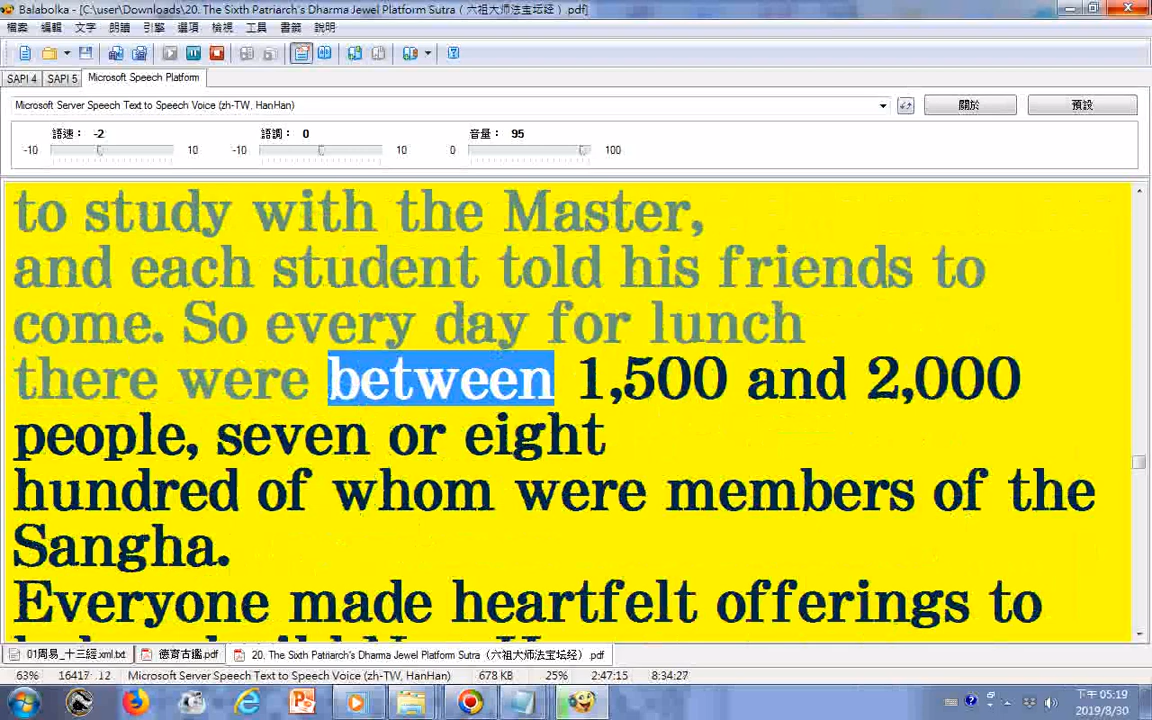 Balabolka - [C:\user\Downloads\20. The Sixth Patriarch's Dharma Jewel Platform Sutra（六祖大师法宝坛经）pdf]
檔案 編輯 文字 朗讀 引擎 選項 檢視 工具 書籤 說明
SAPI 4 SAPI 5 Microsoft Speech Platform
Microsoft Server Speech Text to Speech Voice (zh-TW, HanHan) 關於 預設
語速： -2 語調： 0 音量： 95
-10 10 -10 10 0 100
to study with the Master,
and each student told his friends to
come. So every day for lunch
there were between 1,500 and 2,000
people, seven or eight
hundred of whom were members of the
Sangha.
Everyone made heartfelt offerings to
01周易_十三經.xml.txt 德育古鑑.pdf 20. The Sixth Patriarch's Dharma Jewel Platform Sutra（六祖大师法宝坛经）.pdf
63% 16417 : 12 Microsoft Server Speech Text to Speech Voice (zh-TW, HanHan) 678 KB 25% 2:47:15 8:34:27
下午 05:19
2019/8/30